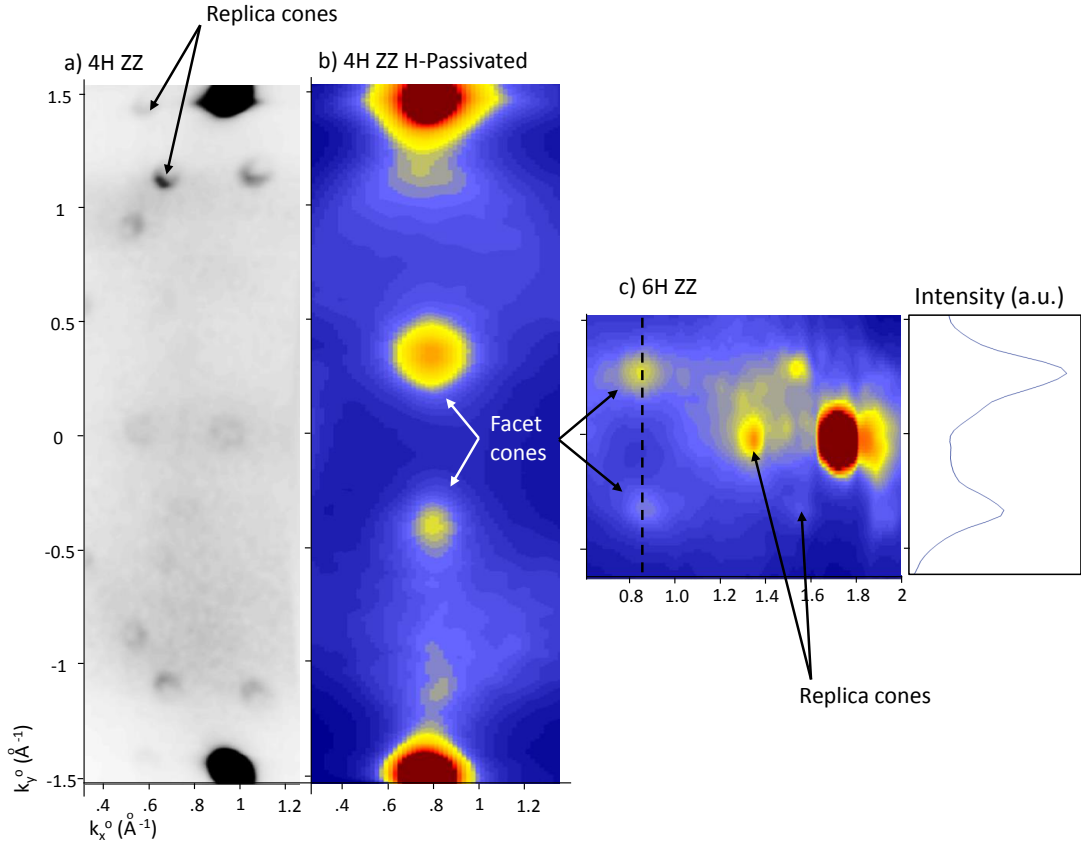 Replica cones
a) 4H ZZ
b) 4H ZZ H-Passivated
1.5
1
0.5
0
-0.5
-1
-1.5
kyº (Å-1)
.4 .6 .8 1 1.2
kxº (Å-1)
.4 .6 .8 1 1.2
Facet
cones
c) 6H ZZ
Intensity (a.u.)
0.8 1.0 1.2 1.4 1.6 1.8 2
Replica cones